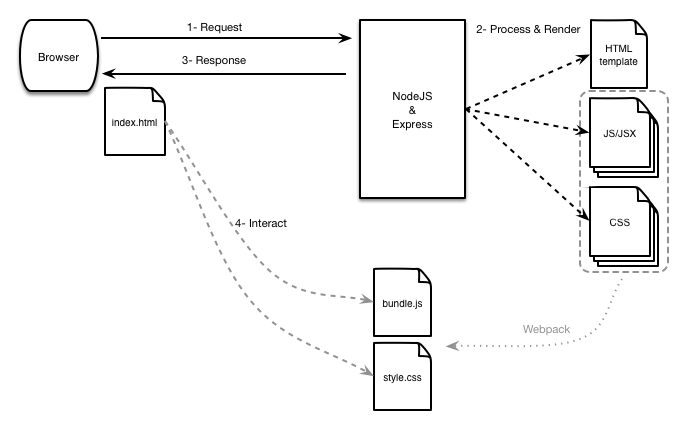 1- Request
2- Process & Render
Browser
HTML
template
3- Response
NodeJS
&
Express
index.html
JS/JSX
CSS
4- Interact
bundle.js
Webpack
style.css